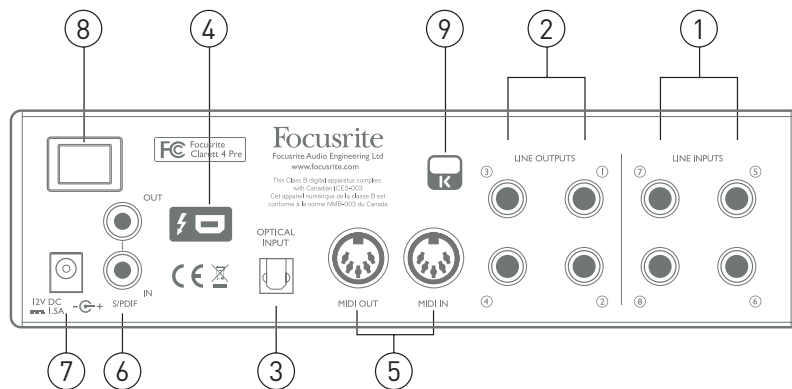 8
4
9
2
1
FC Focusrite
Clarett 4 Pre
Focusrite
Focusrite Audio Engineering Ltd
www.focusrite.com
This Class B digital apparatus complies
with Canadian ICES-003
Cet appareil numérique de la classe B est
conforme à la norme NMB-003 du Canada
K
LINE OUTPUTS
LINE INPUTS
3
1
7
5
OUT
OPTICAL
INPUT
CE
12V DC
1.5A
- +
S/PDIF
IN
MIDI OUT
MIDI IN
4
2
8
6
7
6
3
5